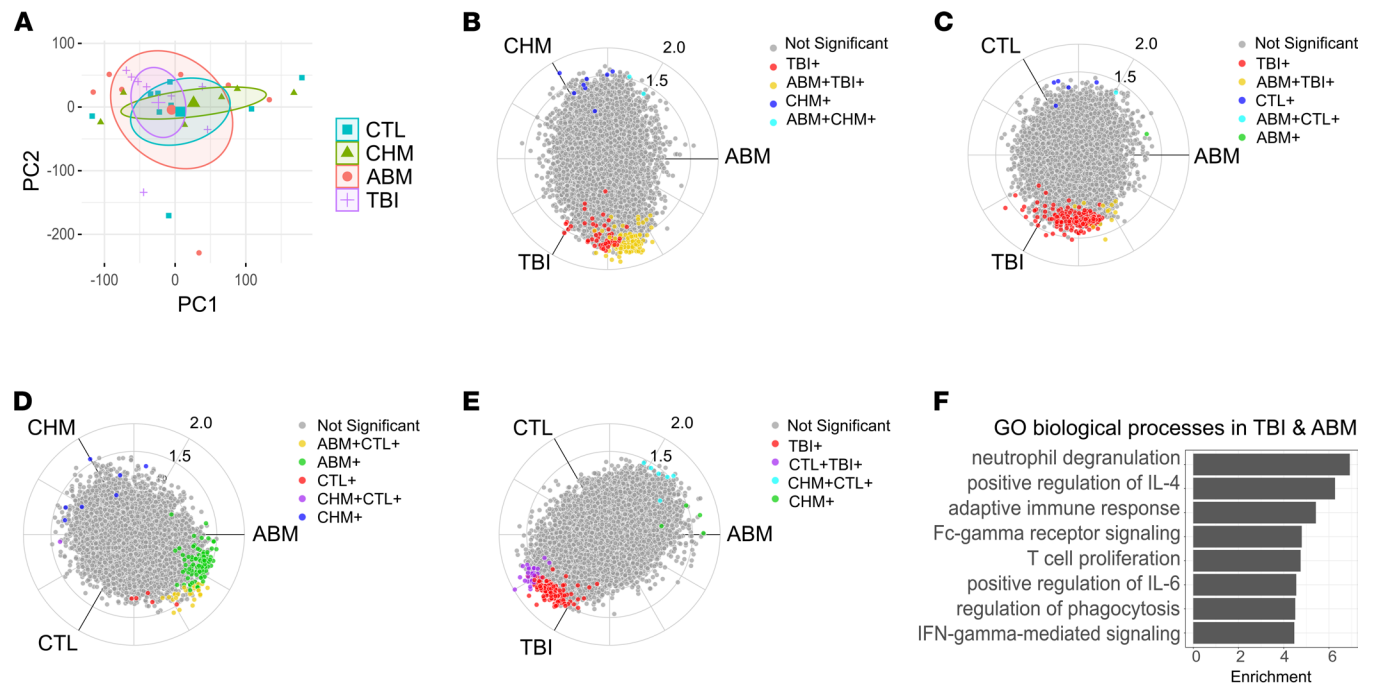 A
100
0
-100
-200
PC2
-100 0 100
PC1
CTL
CHM
ABM
TBI
B
CHM
2.0
1.5
ABM
TBI
Not Significant
TBI+
ABM+TBI+
CHM+
ABM+CHM+
C
CTL
2.0
1.5
ABM
TBI
Not Significant
TBI+
ABM+TBI+
CTL+
ABM+CTL+
ABM+
D
CHM
2.0
1.5
ABM
CTL
Not Significant
ABM+CTL+
ABM+
CTL+
CHM+CTL+
CHM+
E
CTL
2.0
1.5
ABM
TBI
Not Significant
TBI+
CTL+TBI+
CHM+CTL+
CHM+
F
GO biological processes in TBI & ABM
neutrophil degranulation
positive regulation of IL-4
adaptive immune response
Fc-gamma receptor signaling
T cell proliferation
positive regulation of IL-6
regulation of phagocytosis
IFN-gamma-mediated signaling
0 2 4 6
Enrichment